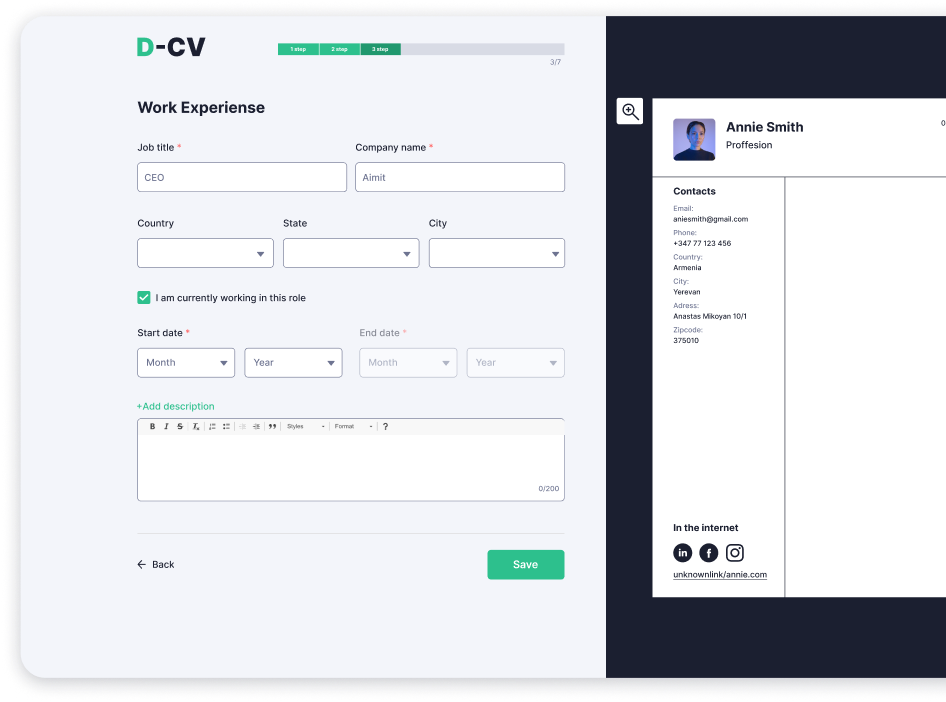 D-CV
1 step 2 step 3 step
3/7
Work Experiense
Job title * Company name *
CEO Aimit
Country State City
I am currently working in this role
Start date * End date *
Month Year Month Year
+Add description
B I S Tx Styles Format ?
0/200
Back Save
Annie Smith
Proffesion
0
Contacts
Email:
aniesmith@gmail.com
Phone:
+347 77 123 456
Country:
Armenia
City:
Yerevan
Adress:
Anastas Mikoyan 10/1
Zipcode:
375010
In the internet
in f
unknownlink/annie.com